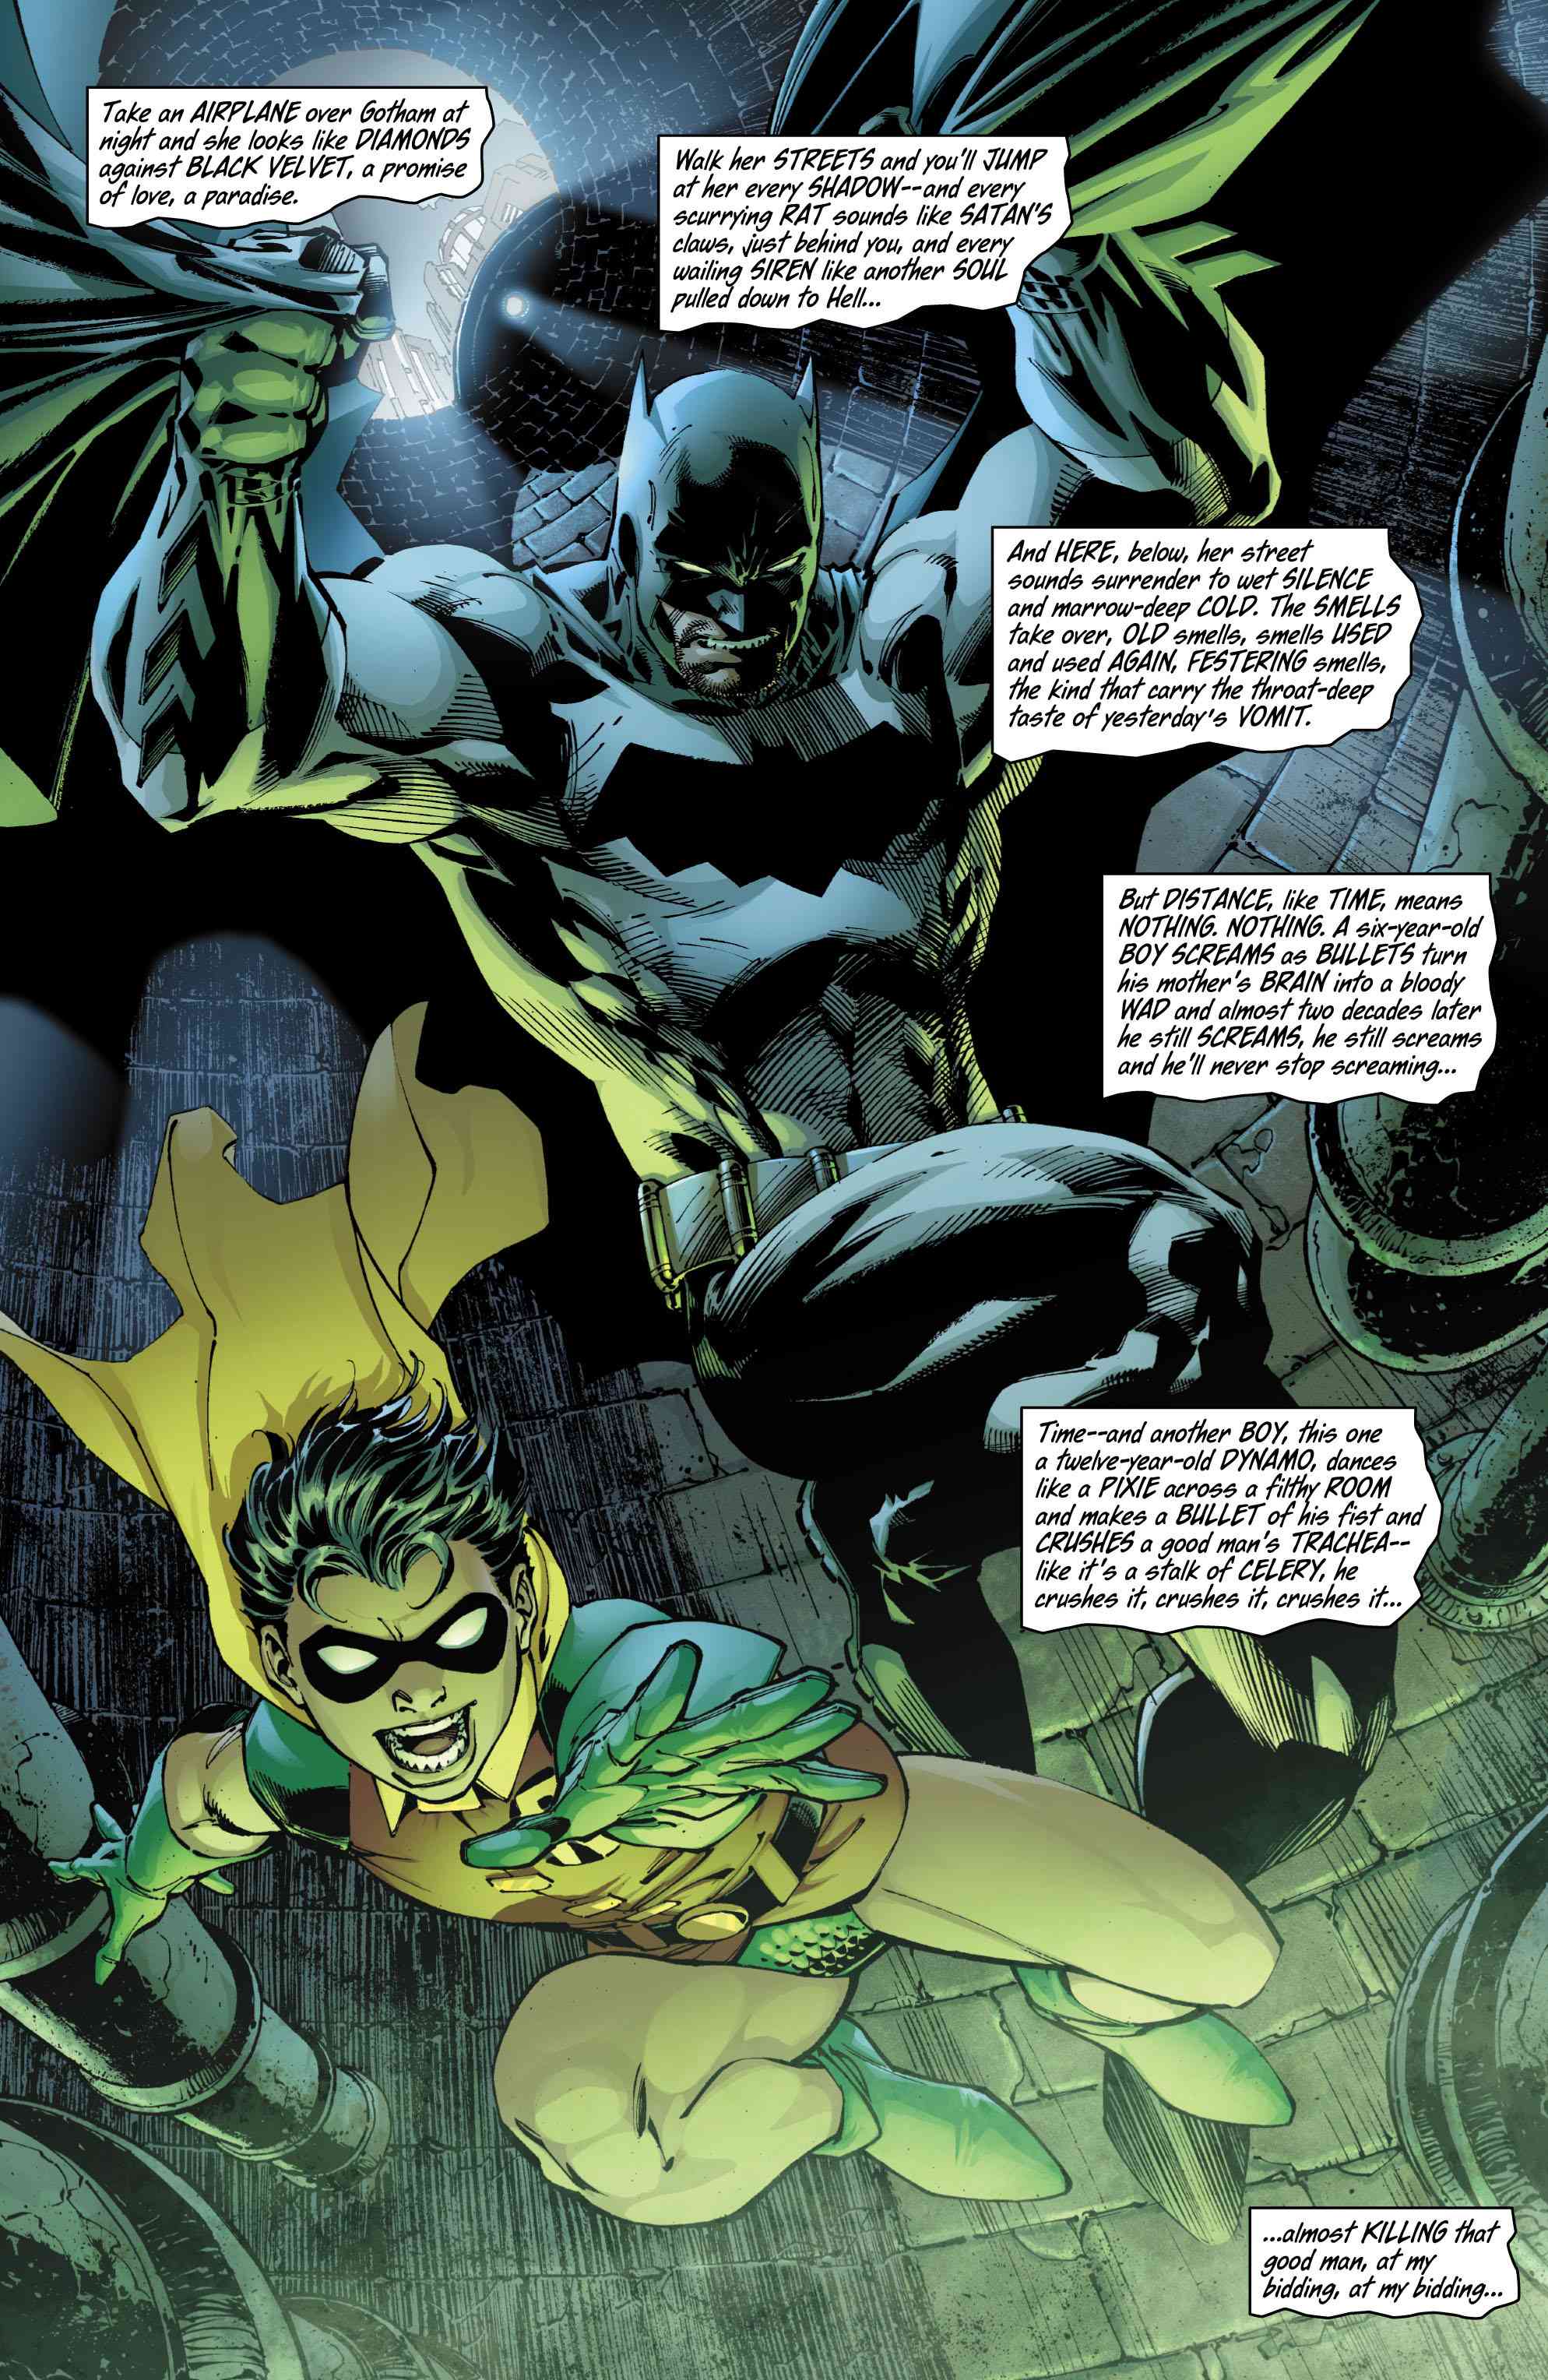 Take an AIRPLANE over Gotham at
night and she looks like DIAMONDS
against BLACK VELVET, a promise
of love, a paradise.
Walk her STREETS and you'll JUMP
at her every SHADOW--and every
scurrying RAT sounds like SATAN'S
claws, just behind you, and every
wailing SIREN like another SOUL
pulled down to Hell...
And HERE, below, her street
sounds surrender to wet SILENCE
and marrow-deep COLD. The SMELLS
take over, OLD smells, smells USED
and used AGAIN, FESTERING smells,
the kind that carry the throat-deep
taste of yesterday's VOMIT.
But DISTANCE, like TIME, means
NOTHING. NOTHING. A six-year-old
BOY SCREAMS as BULLETS turn
his mother's BRAIN into a bloody
WAD and almost two decades later
he still SCREAMS, he still screams
and he'll never stop screaming...
Time--and another BOY, this one
a twelve-year-old DYNAMO, dances
like a PIXIE across a filthy ROOM
and makes a BULLET of his fist and
CRUSHES a good man's TRACHEA--
like it's a stalk of CELERY, he
crushes it, crushes it, crushes it...
...almost KILLING that
good man, at my
bidding, at my bidding...